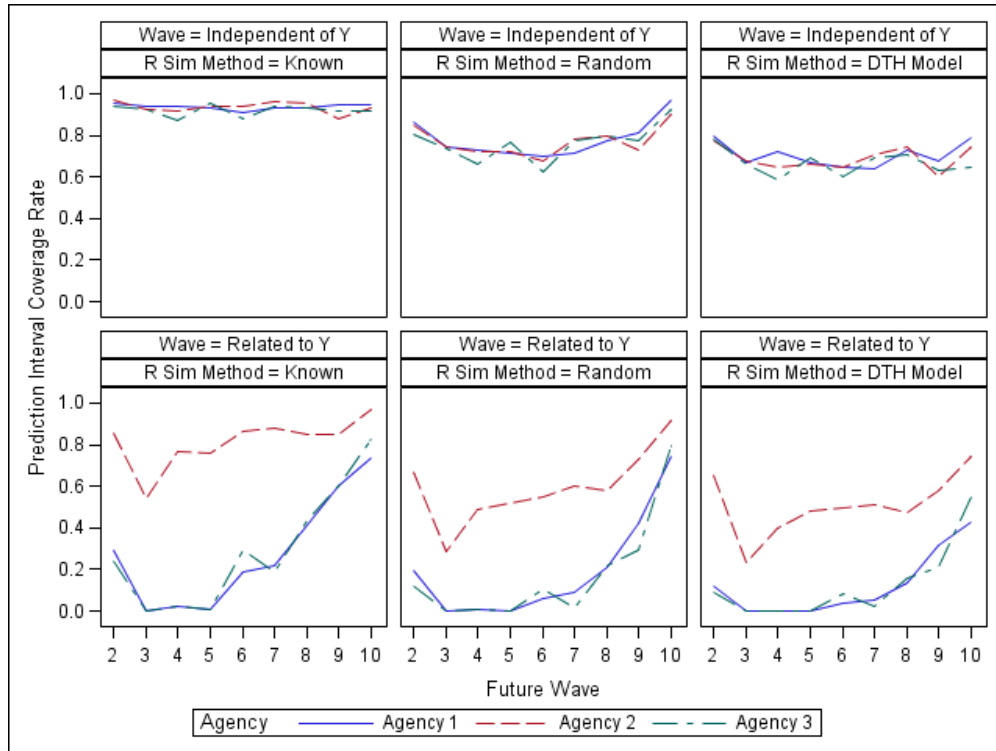 Wave = Independent of Y
Wave = Independent of Y
Wave = Independent of Y
R Sim Method = Known
R Sim Method = Random
R Sim Method = DTH Model
1.0
0.8
0.6
0.4
0.2
0.0
Prediction Interval Coverage Rate
Wave = Related to Y
Wave = Related to Y
Wave = Related to Y
R Sim Method = Known
R Sim Method = Random
R Sim Method = DTH Model
1.0
0.8
0.6
0.4
0.2
0.0
2 3 4 5 6 7 8 9 10
2 3 4 5 6 7 8 9 10
2 3 4 5 6 7 8 9 10
Future Wave
Agency Agency 1 Agency 2 Agency 3